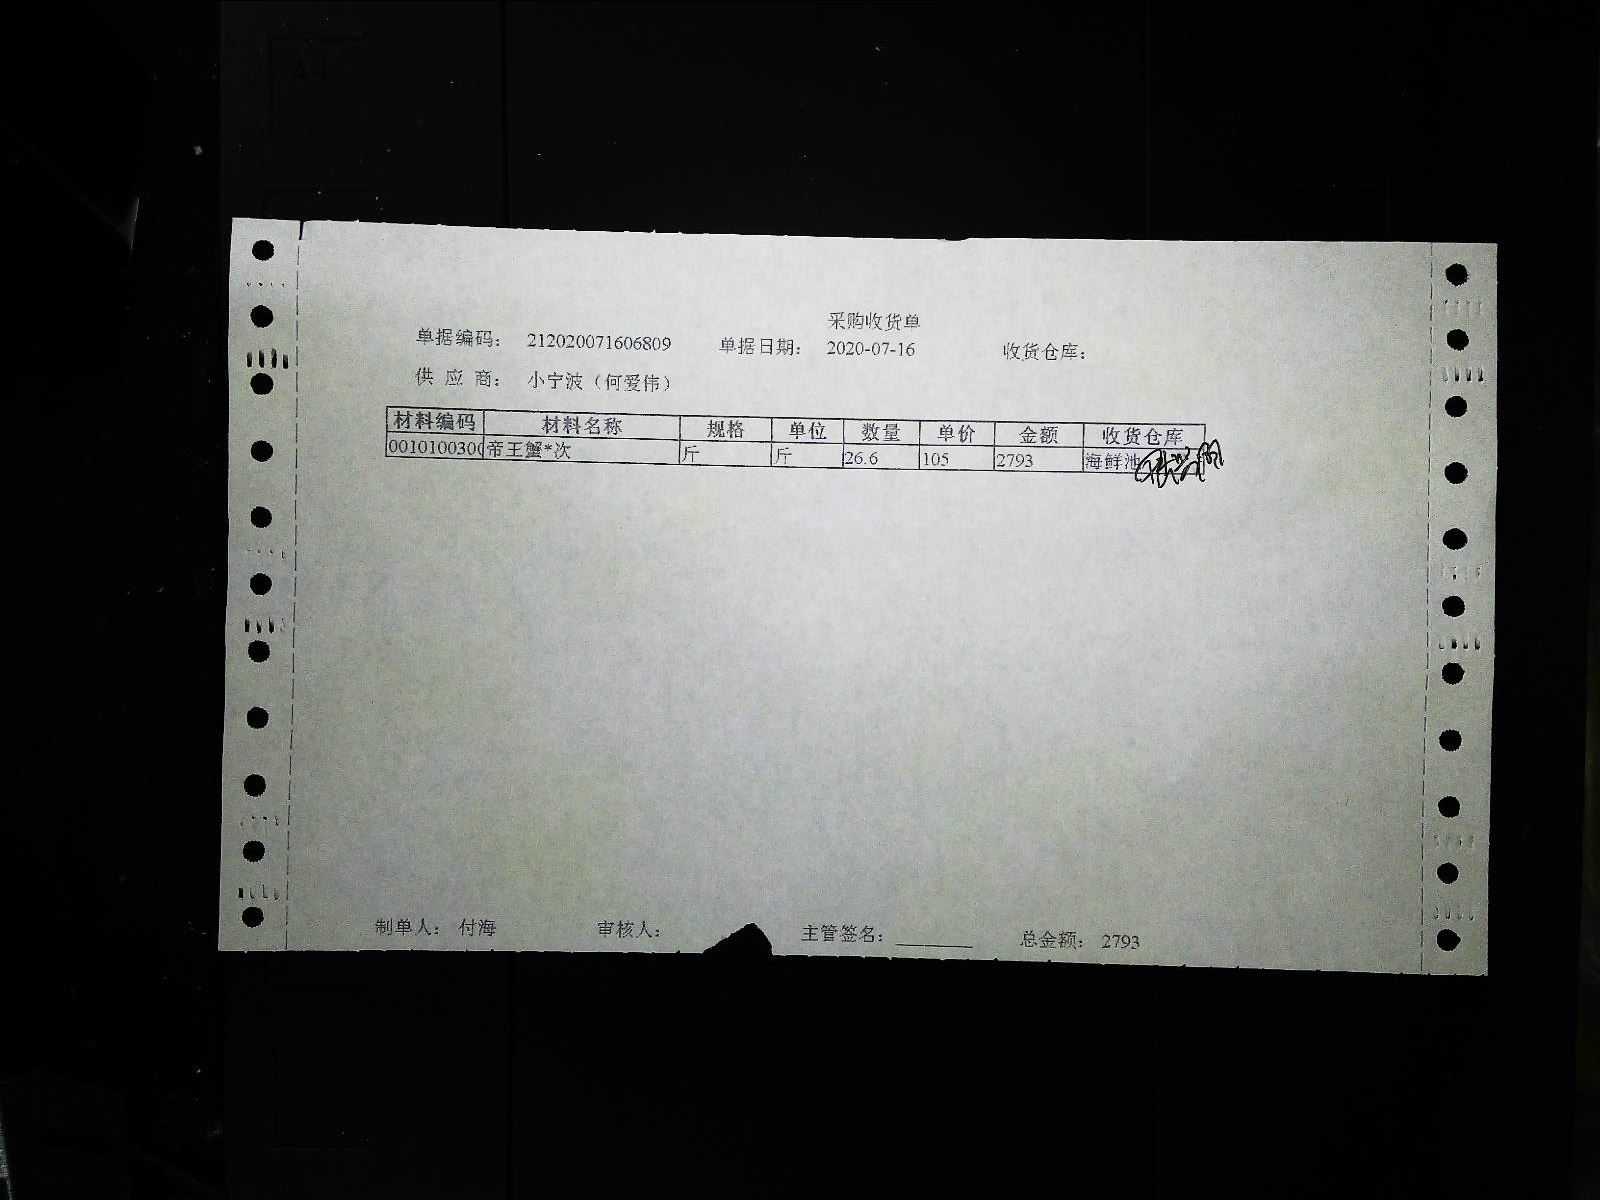 采购收货单
单据编码： 212020071606809 单据日期： 2020-07-16 收货仓库：
供 应 商： 小宁波（何爱伟）
材料编码 材料名称 规格 单位 数量 单价 金额 收货仓库
0010100300 帝王蟹*次 斤 斤 26.6 105 2793 海鲜池
制单人： 付海 审核人： 主管签名： ________ 总金额： 2793